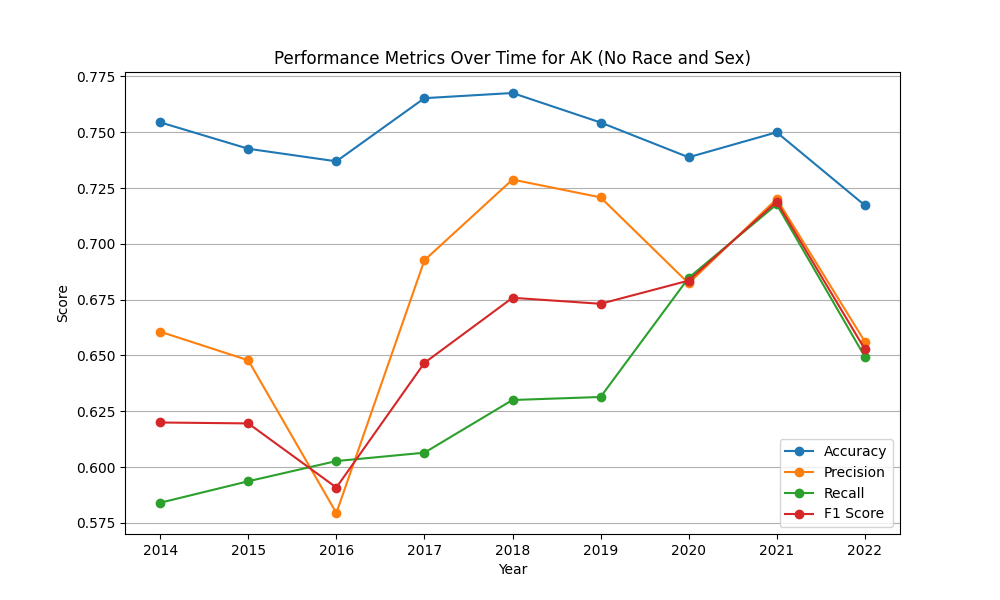 Performance Metrics Over Time for AK (No Race and Sex)
Score
0.775
0.750
0.725
0.700
0.675
0.650
0.625
0.600
0.575
Accuracy
Precision
Recall
F1 Score
2014 2015 2016 2017 2018 2019 2020 2021 2022
Year